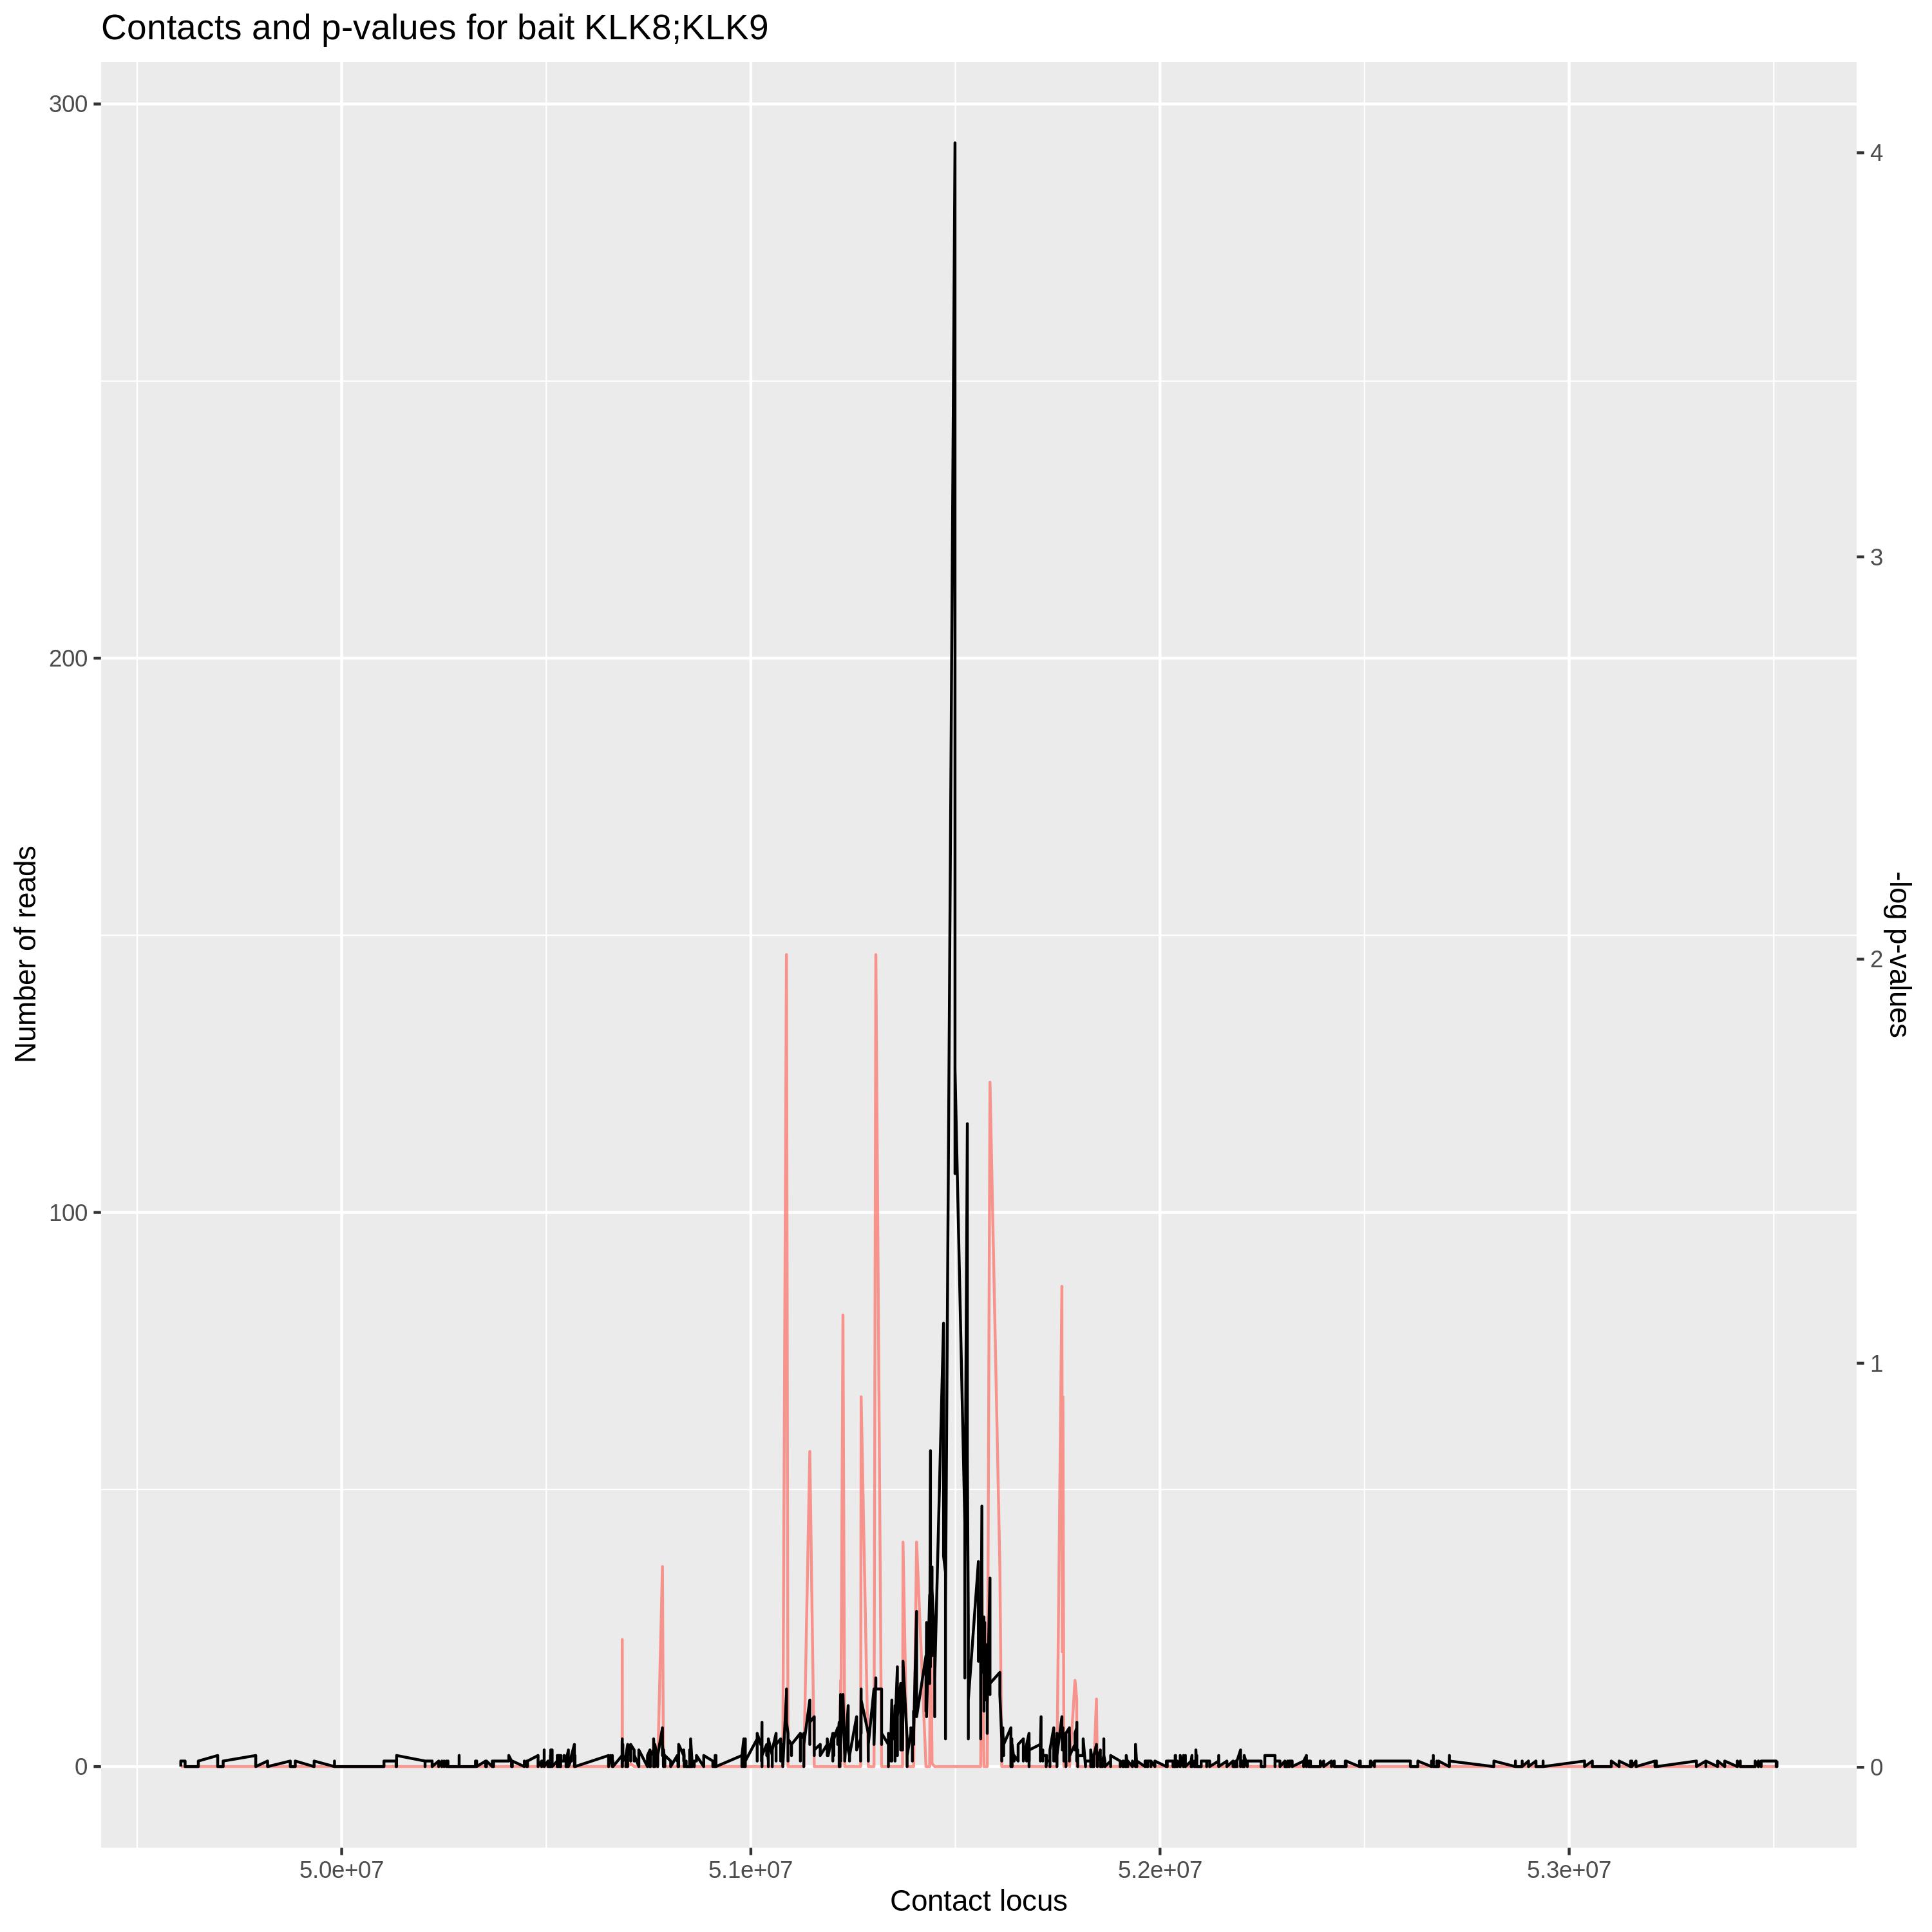 Contacts and p-values for bait KLK8;KLK9
300
200
100
0
Number of reads
4
3
2
1
0
-log p-values
5.0e+07
5.1e+07
5.2e+07
5.3e+07
Contact locus